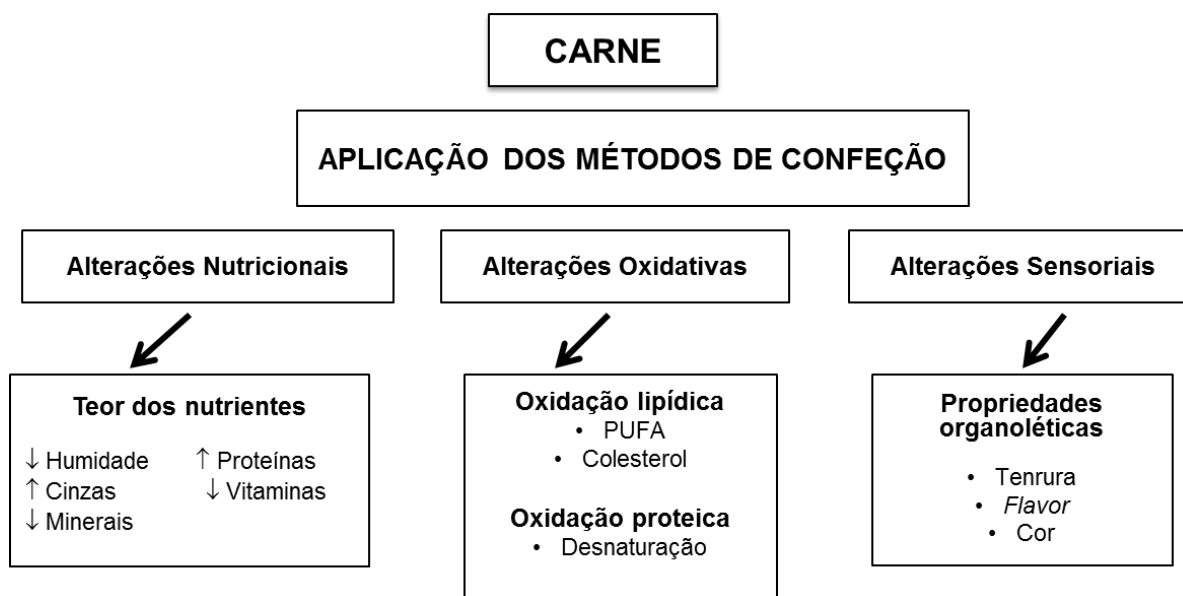 CARNE
APLICAÇÃO DOS MÉTODOS DE CONFEÇÃO
Alterações Nutricionais
Alterações Oxidativas
Alterações Sensoriais
Teor dos nutrientes
↓ Humidade ↑ Proteínas
↑ Cinzas ↓ Vitaminas
↓ Minerais
Oxidação lipídica
• PUFA
• Colesterol
Oxidação proteica
• Desnaturação
Propriedades
organoléticas
• Tenrura
• Flavor
• Cor